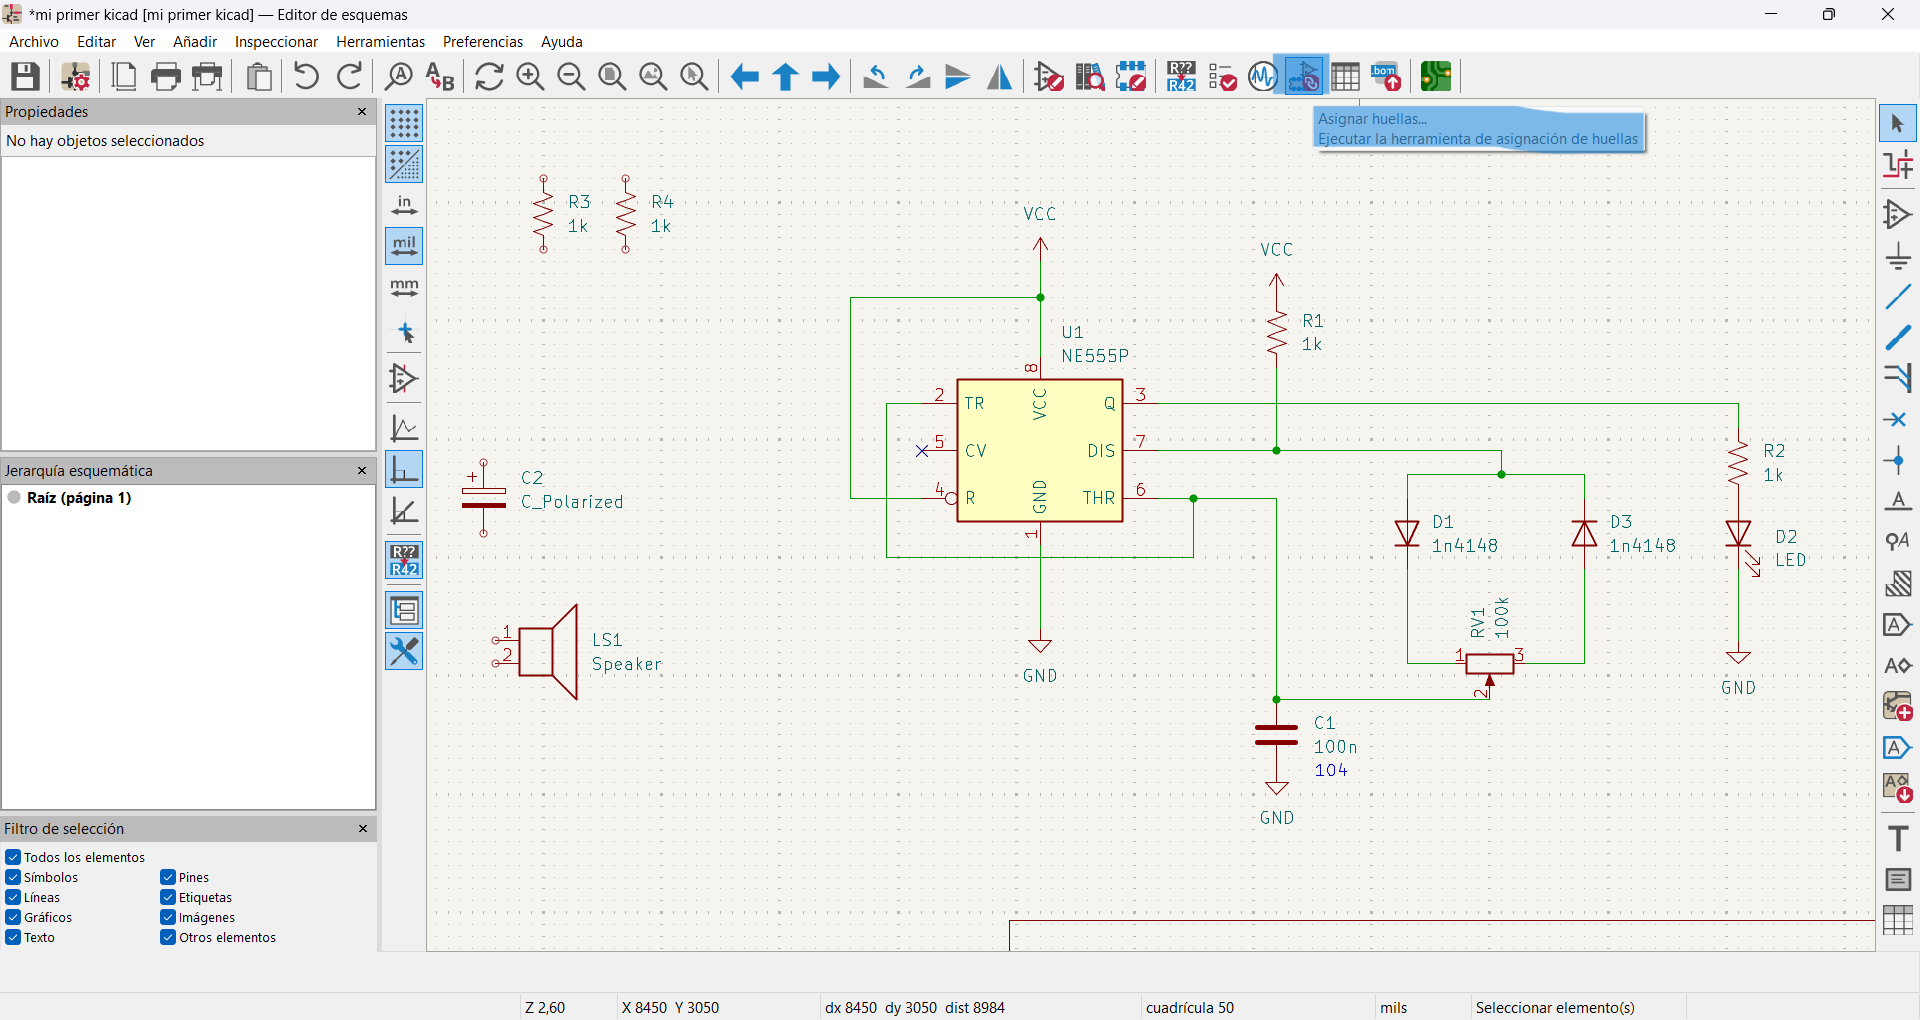 *mi primer kicad [mi primer kicad] — Editor de esquemas
Archivo Editar Ver Añadir Inspeccionar Herramientas Preferencias Ayuda
A B
R??
R42
.bom
Propiedades
No hay objetos seleccionados
Asignar huellas...
Ejecutar la herramienta de asignación de huellas
in
mil
mm
R3
1k
R4
1k
VCC
VCC
R1
1k
U1
NE555P
8
2 TR
VCC
Q 3
5 CV
DIS 7
4 R
GND
THR 6
1
GND
R2
1k
D1
1n4148
D3
1n4148
D2
LED
RV1
100k
1
3
2
GND
C1
100n
104
GND
+
C2
C_Polarized
1
2
LS1
Speaker
Jerarquía esquemática
Raíz (página 1)
R??
R42
Filtro de selección
Todos los elementos
Símbolos Pines
Líneas Etiquetas
Gráficos Imágenes
Texto Otros elementos
A
A
A
A
A
A
T
Z 2,60 X 8450 Y 3050 dx 8450 dy 3050 dist 8984 cuadrícula 50 mils Seleccionar elemento(s)